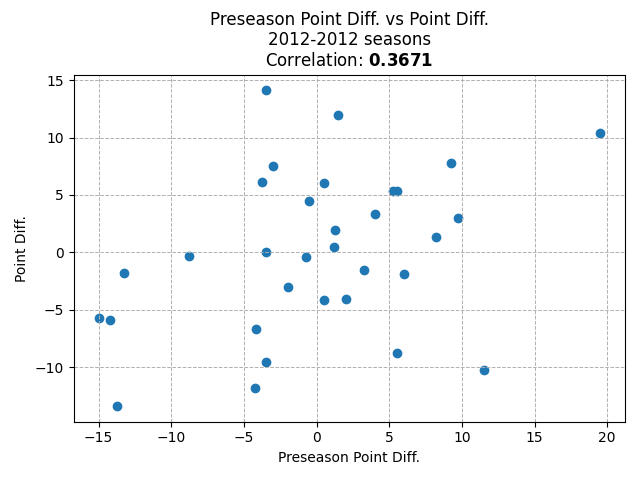 Preseason Point Diff. vs Point Diff.
2012-2012 seasons
Correlation: 0.3671
15
10
5
0
−5
−10
Point Diff.
−15
−10
−5
0
5
10
15
20
Preseason Point Diff.